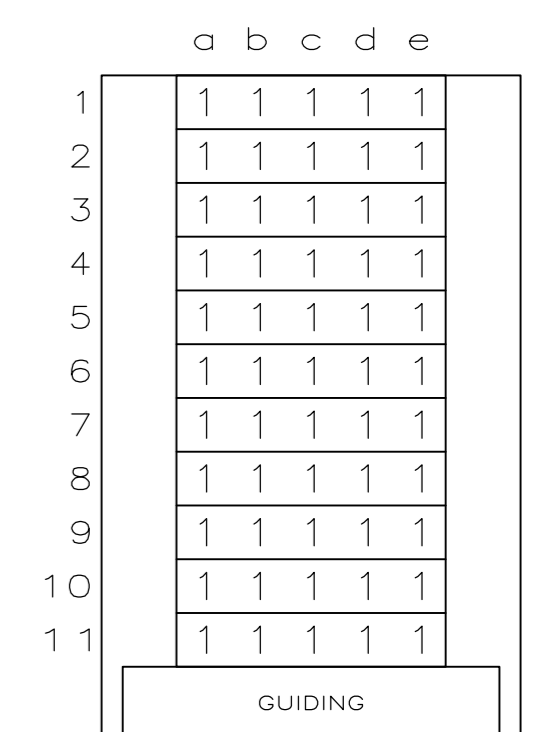 a b c d e
1 1 1 1 1 1
2 1 1 1 1 1
3 1 1 1 1 1
4 1 1 1 1 1
5 1 1 1 1 1
6 1 1 1 1 1
7 1 1 1 1 1
8 1 1 1 1 1
9 1 1 1 1 1
10 1 1 1 1 1
11 1 1 1 1 1
GUIDING